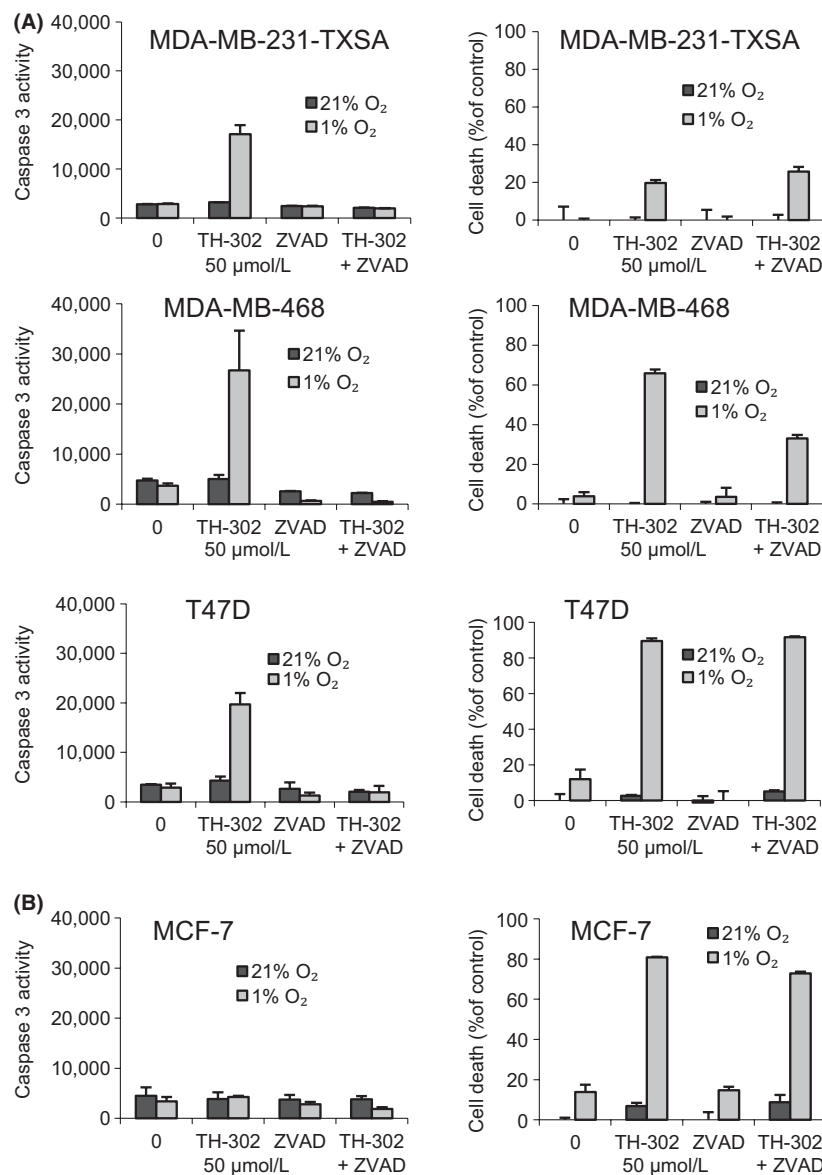 (A)
MDA-MB-231-TXSA
Caspase 3 activity
40,000
30,000
20,000
10,000
0
21% O₂
1% O₂
0 TH-302 ZVAD TH-302
50 µmol/L + ZVAD
MDA-MB-231-TXSA
Cell death (%of control)
100
80
60
40
20
0
21% O₂
1% O₂
0 TH-302 ZVAD TH-302
50 µmol/L + ZVAD
MDA-MB-468
Caspase 3 activity
40,000
30,000
20,000
10,000
0
21% O₂
1% O₂
0 TH-302 ZVAD TH-302
50 µmol/L + ZVAD
MDA-MB-468
Cell death (%of control)
100
80
60
40
20
0
21% O₂
1% O₂
0 TH-302 ZVAD TH-302
50 µmol/L + ZVAD
T47D
Caspase 3 activity
40,000
30,000
20,000
10,000
0
21% O₂
1% O₂
0 TH-302 ZVAD TH-302
50 µmol/L + ZVAD
T47D
Cell death (%of control)
100
80
60
40
20
0
21% O₂
1% O₂
0 TH-302 ZVAD TH-302
50 µmol/L + ZVAD
(B)
MCF-7
Caspase 3 activity
40,000
30,000
20,000
10,000
0
21% O₂
1% O₂
0 TH-302 ZVAD TH-302
50 µmol/L + ZVAD
MCF-7
Cell death (%of control)
100
80
60
40
20
0
21% O₂
1% O₂
0 TH-302 ZVAD TH-302
50 µmol/L + ZVAD